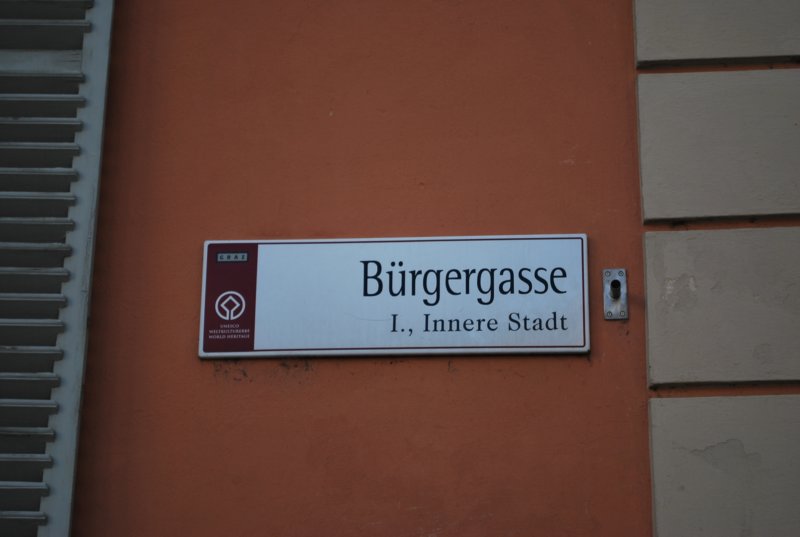 GRAZ
UNESCO
WELTKULTURERBE
WORLD HERITAGE
Bürgergasse
I., Innere Stadt